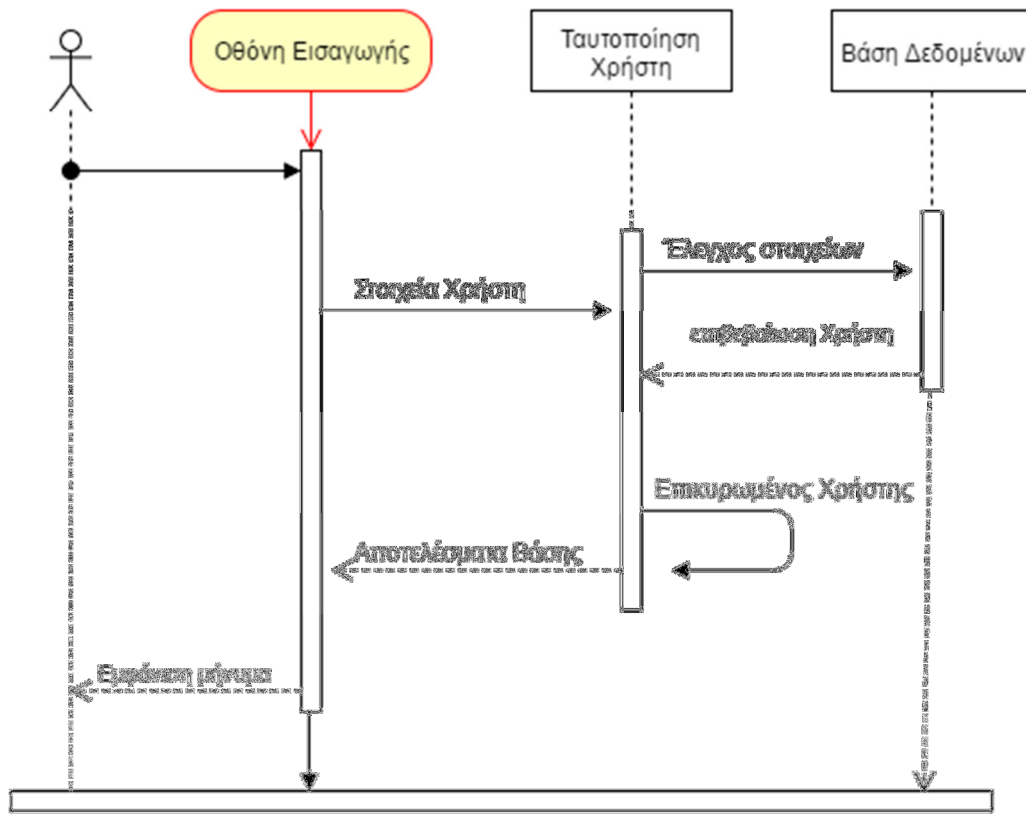 Οθόνη Εισαγωγής
Ταυτοποίηση
Χρήστη
Βάση Δεδομένων
Έλεγχος στοιχείων
Στοιχεία Χρήστη
επιβεβαίωση Χρήστη
Επικυρωμένος Χρήστης
Αποτελέσματα Βάσης
Εμφάνιση μήνυμα